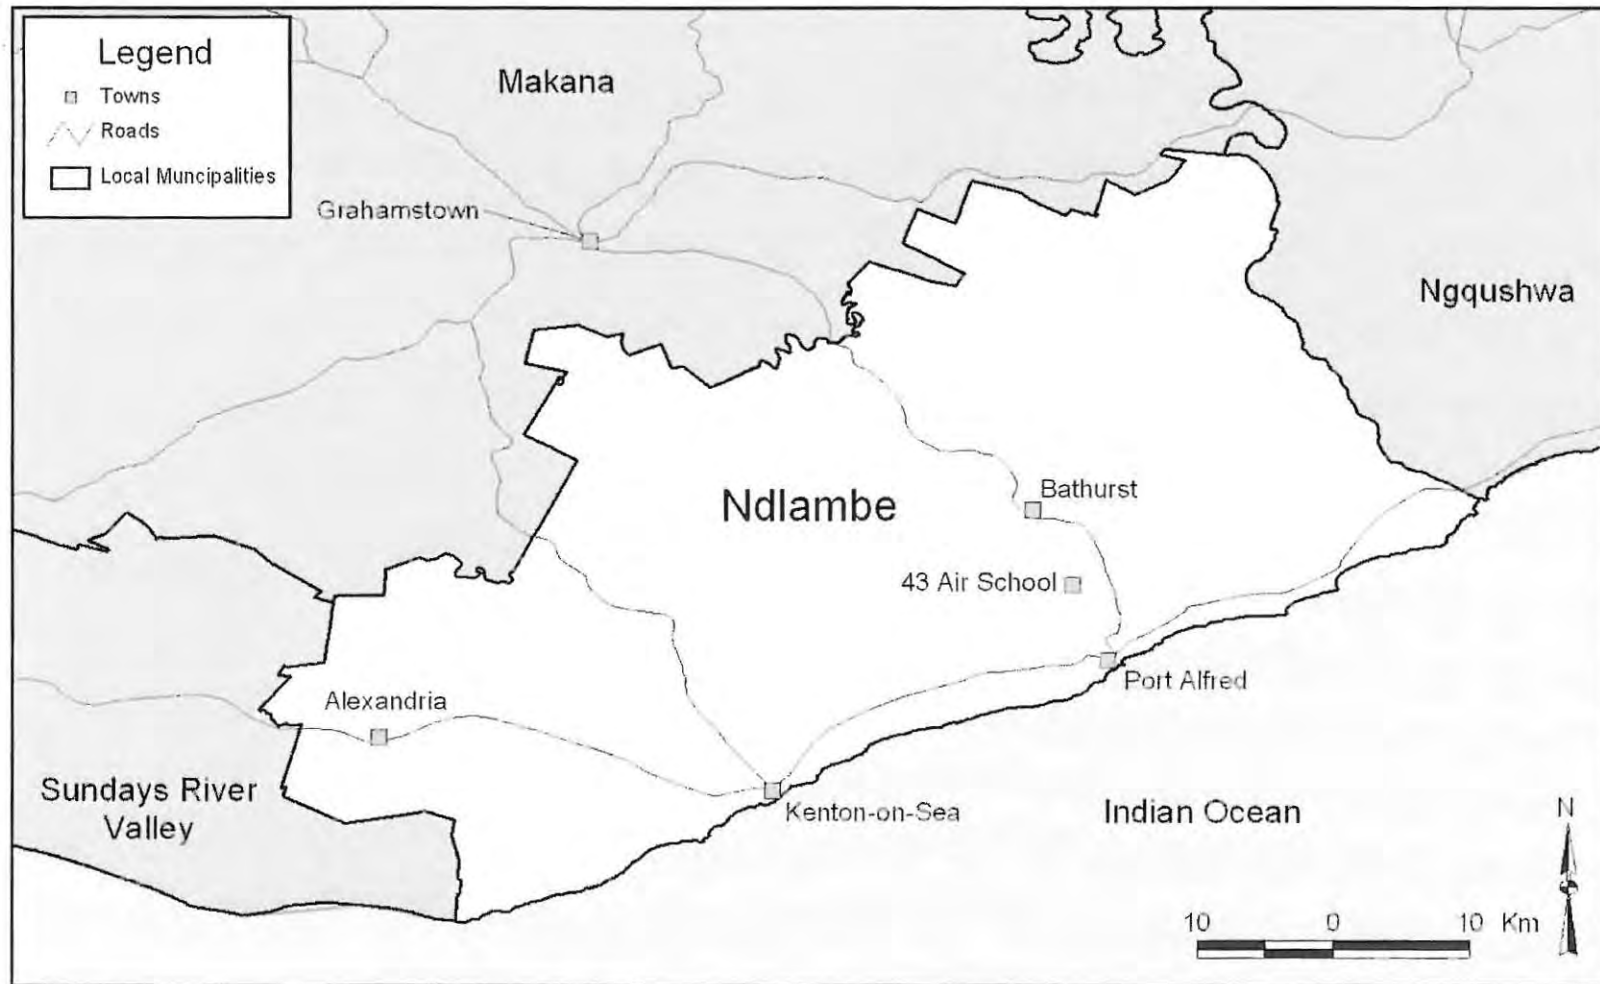 Legend
Towns
Roads
Local Muncipalities
Makana
Grahamstown
Ngqushwa
Ndlambe
Bathurst
43 Air School
Port Alfred
Alexandria
Sundays River
Valley
Kenton-on-Sea
Indian Ocean
N
10 0 10 Km